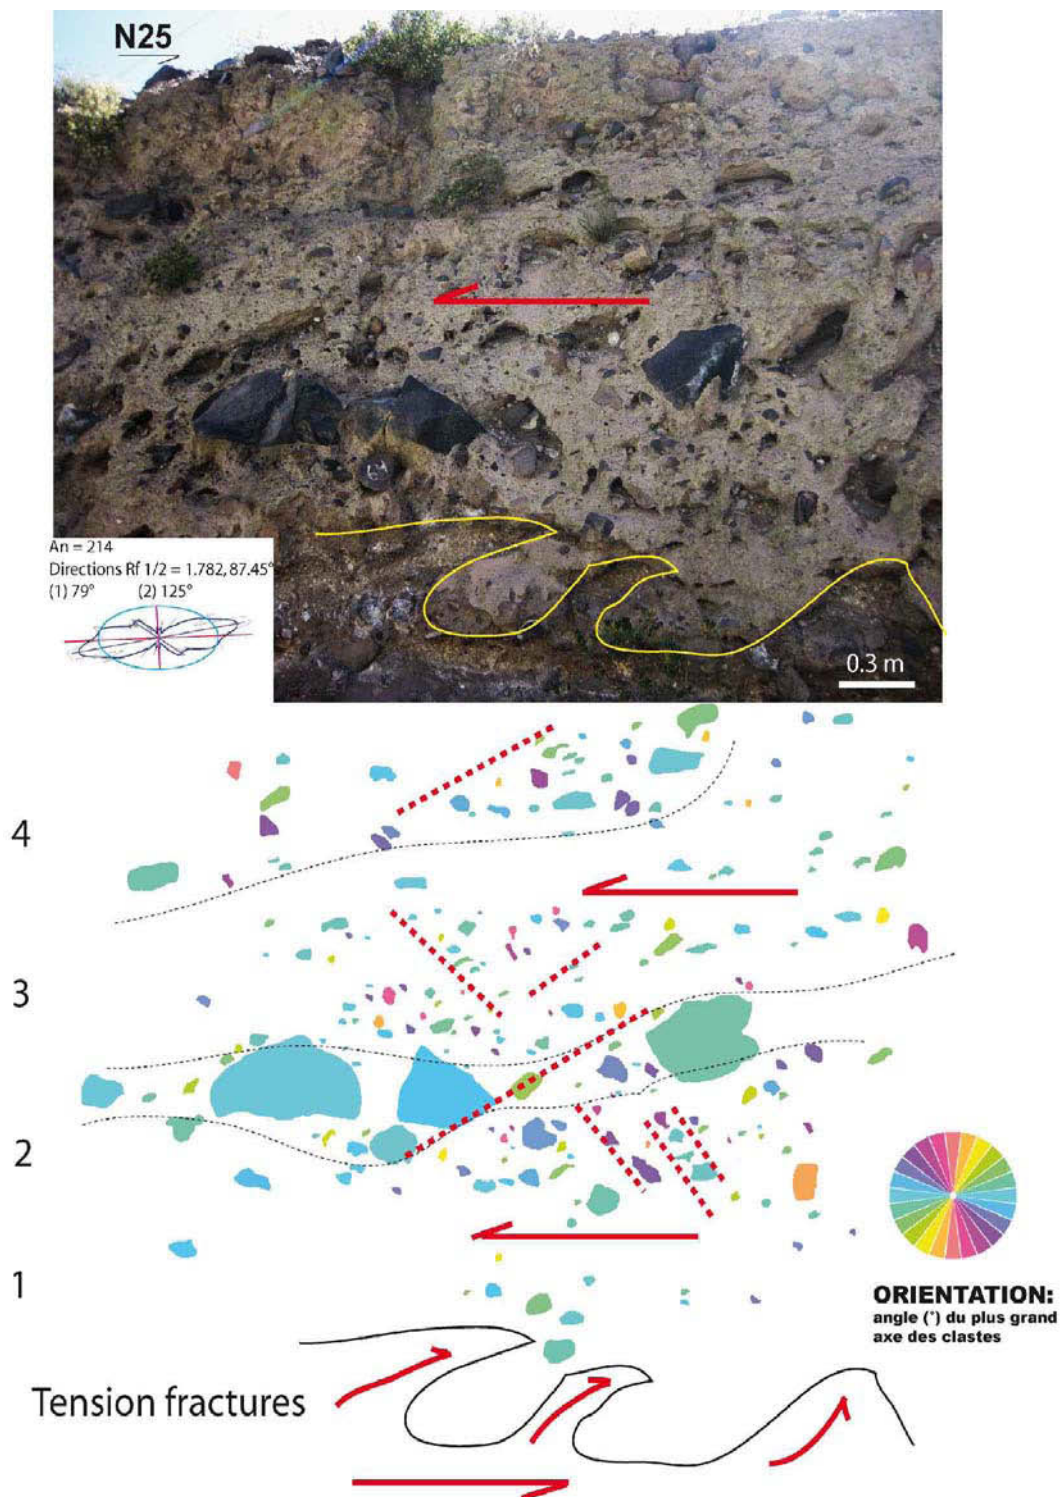 N25
An = 214
Directions Rf 1/2 = 1.782, 87.45°
(1) 79° (2) 125°
0.3 m
4
3
2
1
ORIENTATION:
angle (°) du plus grand
axe des clastes
Tension fractures